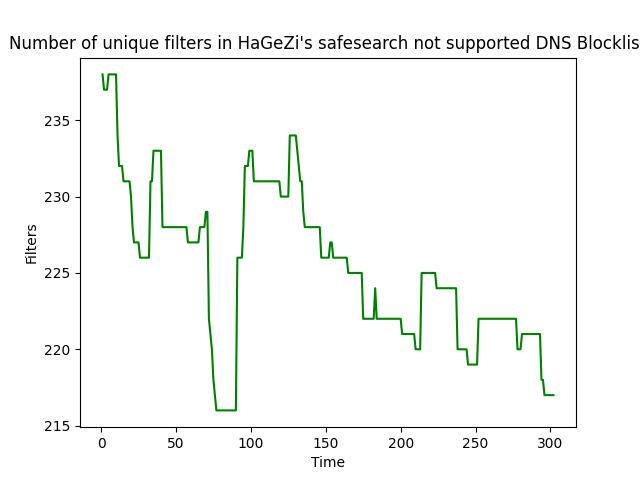 Number of unique filters in HaGeZi's safesearch not supported DNS Blocklis
235
230
225
220
215
Filters
0 50 100 150 200 250 300
Time